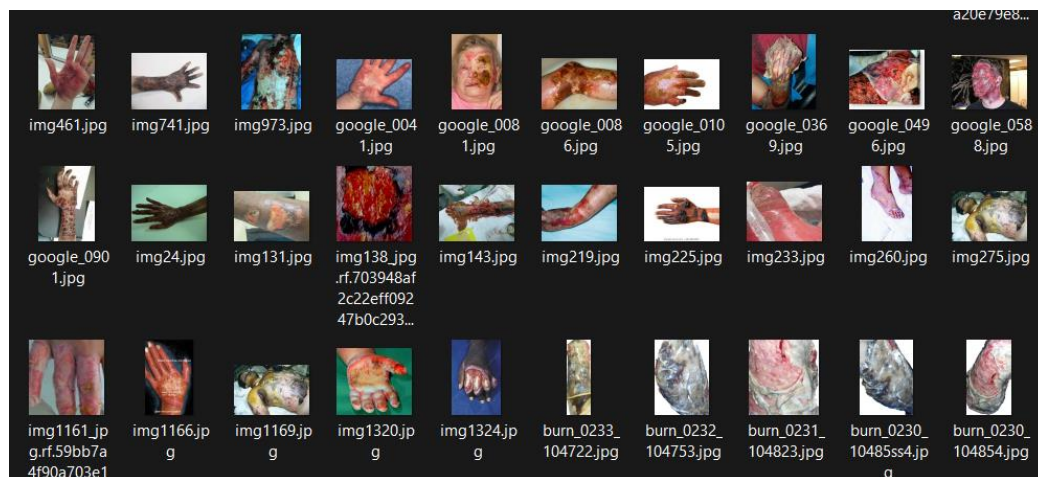 a20e79e8...
img461.jpg img741.jpg img973.jpg google_004 google_008 google_008 google_010 google_036 google_049 google_058
1.jpg 1.jpg 6.jpg 5.jpg 9.jpg 6.jpg 8.jpg
google_090 img24.jpg img131.jpg img138_jpg img143.jpg img219.jpg img225.jpg img233.jpg img260.jpg img275.jpg
1.jpg .rf.703948af
2c22eff092
47b0c293...
img1161_jp img1166.jp img1169.jpg img1320.jp img1324.jp burn_0233_ burn_0232_ burn_0231_ burn_0230_ burn_0230_
g.rf.59bb7a g g g 104722.jpg 104753.jpg 104823.jpg 10485ss4.jp 104854.jpg
4f90a703e1 g